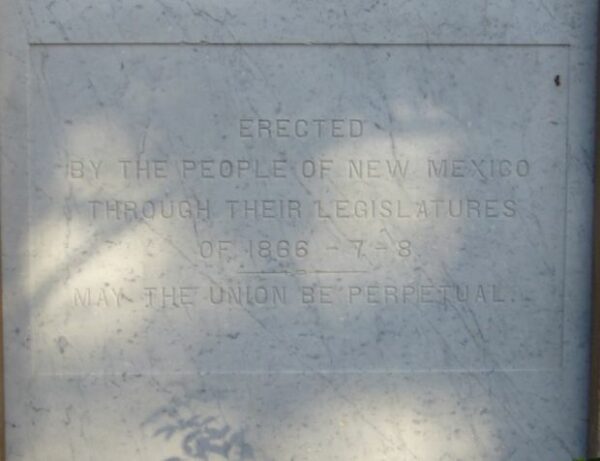 ERECTED
BY THE PEOPLE OF NEW MEXICO
THROUGH THEIR LEGISLATURES
OF 1866-7-8
MAY THE UNION BE PERPETUAL.